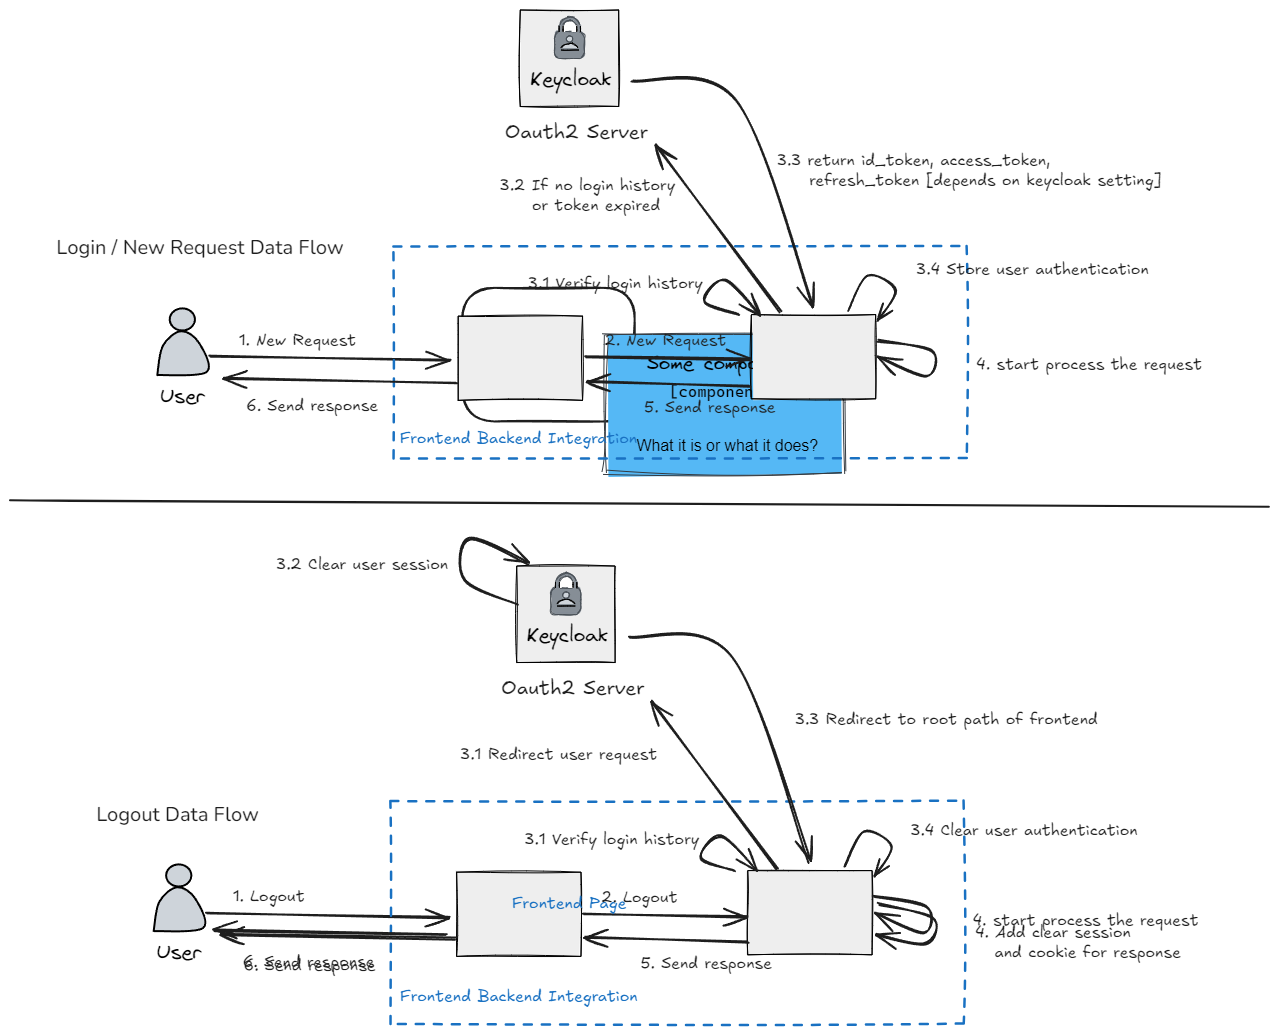 Keycloak
Oauth2 Server
3.3 return id_token, access_token,
refresh_token [depends on keycloak setting]
3.2 If no login history
or token expired
Login / New Request Data Flow
3.1 Verify login history
3.4 Store user authentication
1. New Request
2. New Request
Some compo
4. start process the request
[componen
User
6. Send response
5. Send response
Frontend Backend Integration
What it is or what it does?
3.2 Clear user session
Keycloak
Oauth2 Server
3.3 Redirect to root path of frontend
3.1 Redirect user request
Logout Data Flow
3.1 Verify login history
3.4 Clear user authentication
1. Logout
2. Logout
Frontend Page
4. start process the request
4. Add clear session
and cookie for response
User
6. Send response
6. Send response
5. Send response
Frontend Backend Integration